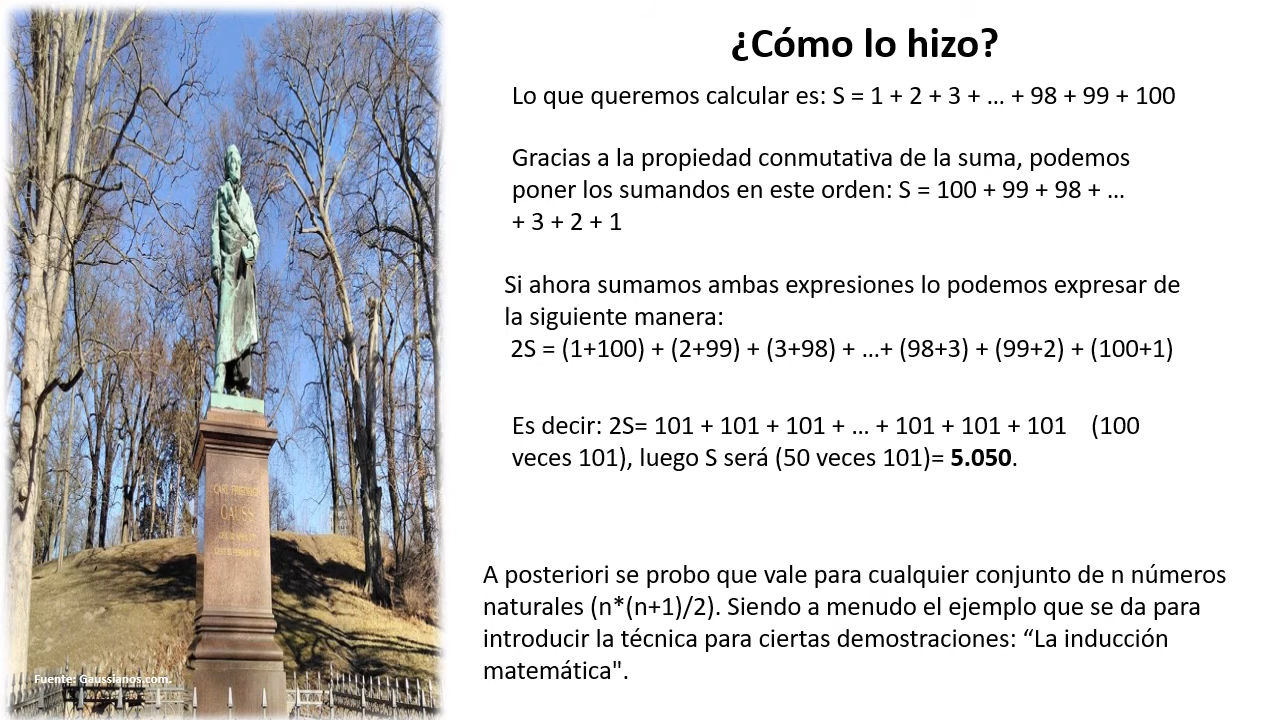 ¿Cómo lo hizo?
Lo que queremos calcular es: S = 1 + 2 + 3 + … + 98 + 99 + 100
Gracias a la propiedad conmutativa de la suma, podemos
poner los sumandos en este orden: S = 100 + 99 + 98 + …
+ 3 + 2 + 1
Si ahora sumamos ambas expresiones lo podemos expresar de
la siguiente manera:
2S = (1+100) + (2+99) + (3+98) + …+ (98+3) + (99+2) + (100+1)
Es decir: 2S= 101 + 101 + 101 + … + 101 + 101 + 101 (100
veces 101), luego S será (50 veces 101)= 5.050.
A posteriori se probo que vale para cualquier conjunto de n números
naturales (n*(n+1)/2). Siendo a menudo el ejemplo que se da para
introducir la técnica para ciertas demostraciones: “La inducción
matemática".
CARL FRIEDRICH
GAUSS
Fuente: Gaussianos.com.